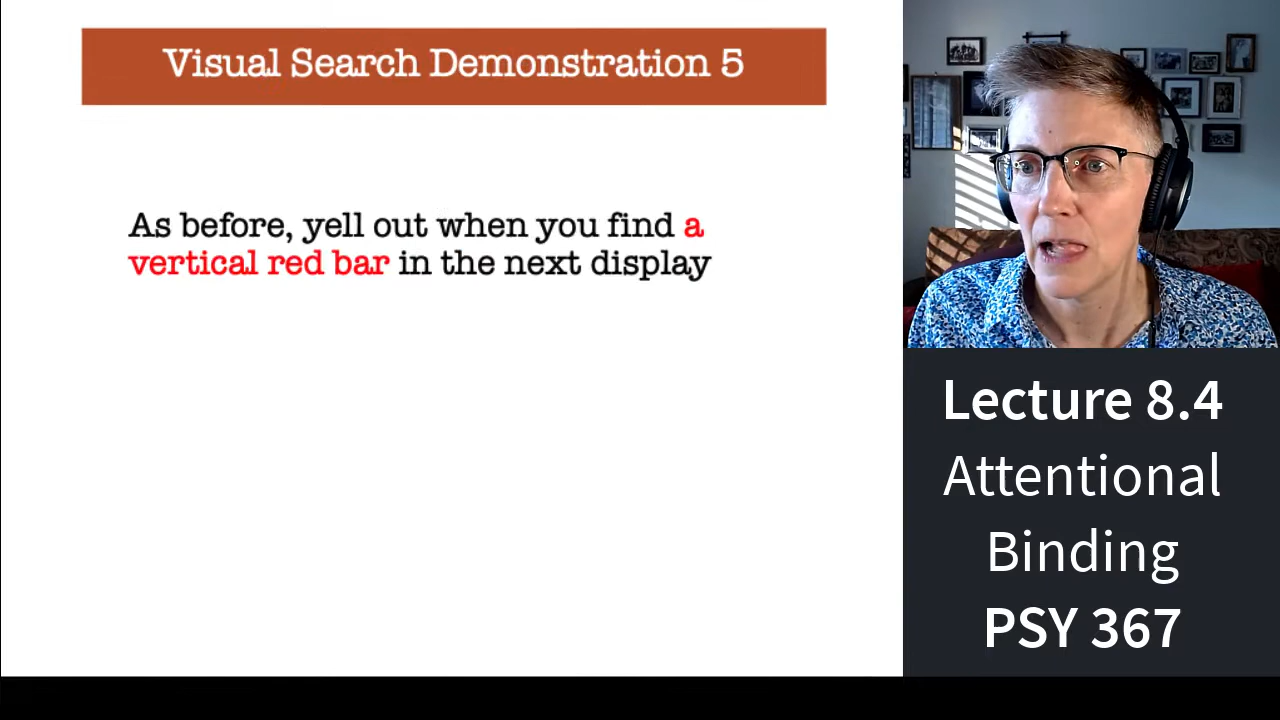 Visual Search Demonstration 5
As before, yell out when you find a
vertical red bar in the next display
Lecture 8.4
Attentional
Binding
PSY 367